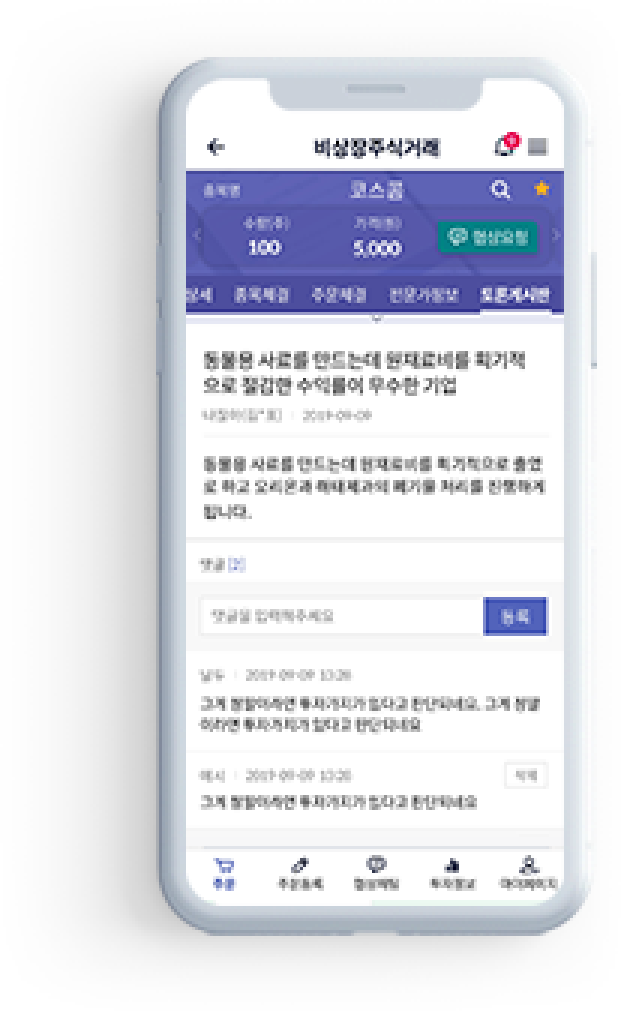 비상장주식거래
종목명 코스콤
수량(주) 가격(원)
100 5,000 협상요청
상세 종목체결 주문체결 전문가정보 토론게시판
동물용 사료를 만드는데 원재료비를 획기적
으로 절감한 수익률이 우수한 기업
2019-09-09
동물용 사료를 만드는데 원재료비를 획기적으로 출연
로 하고 오리온과 해태제과의 폐기물 처리를 진행하게
됩니다.
댓글 [2]
댓글을 입력해주세요 등록
2019-09-09 13:28
그게 정말이라면 투자가치가 있다고 판단되네요. 그게 정말
이라면 투자가치가 있다고 판단되네요
2019-09-09 13:28 삭제
그게 정말이라면 투자가치가 있다고 판단되네요
주문 주문등록 협상채팅 투자정보 마이페이지